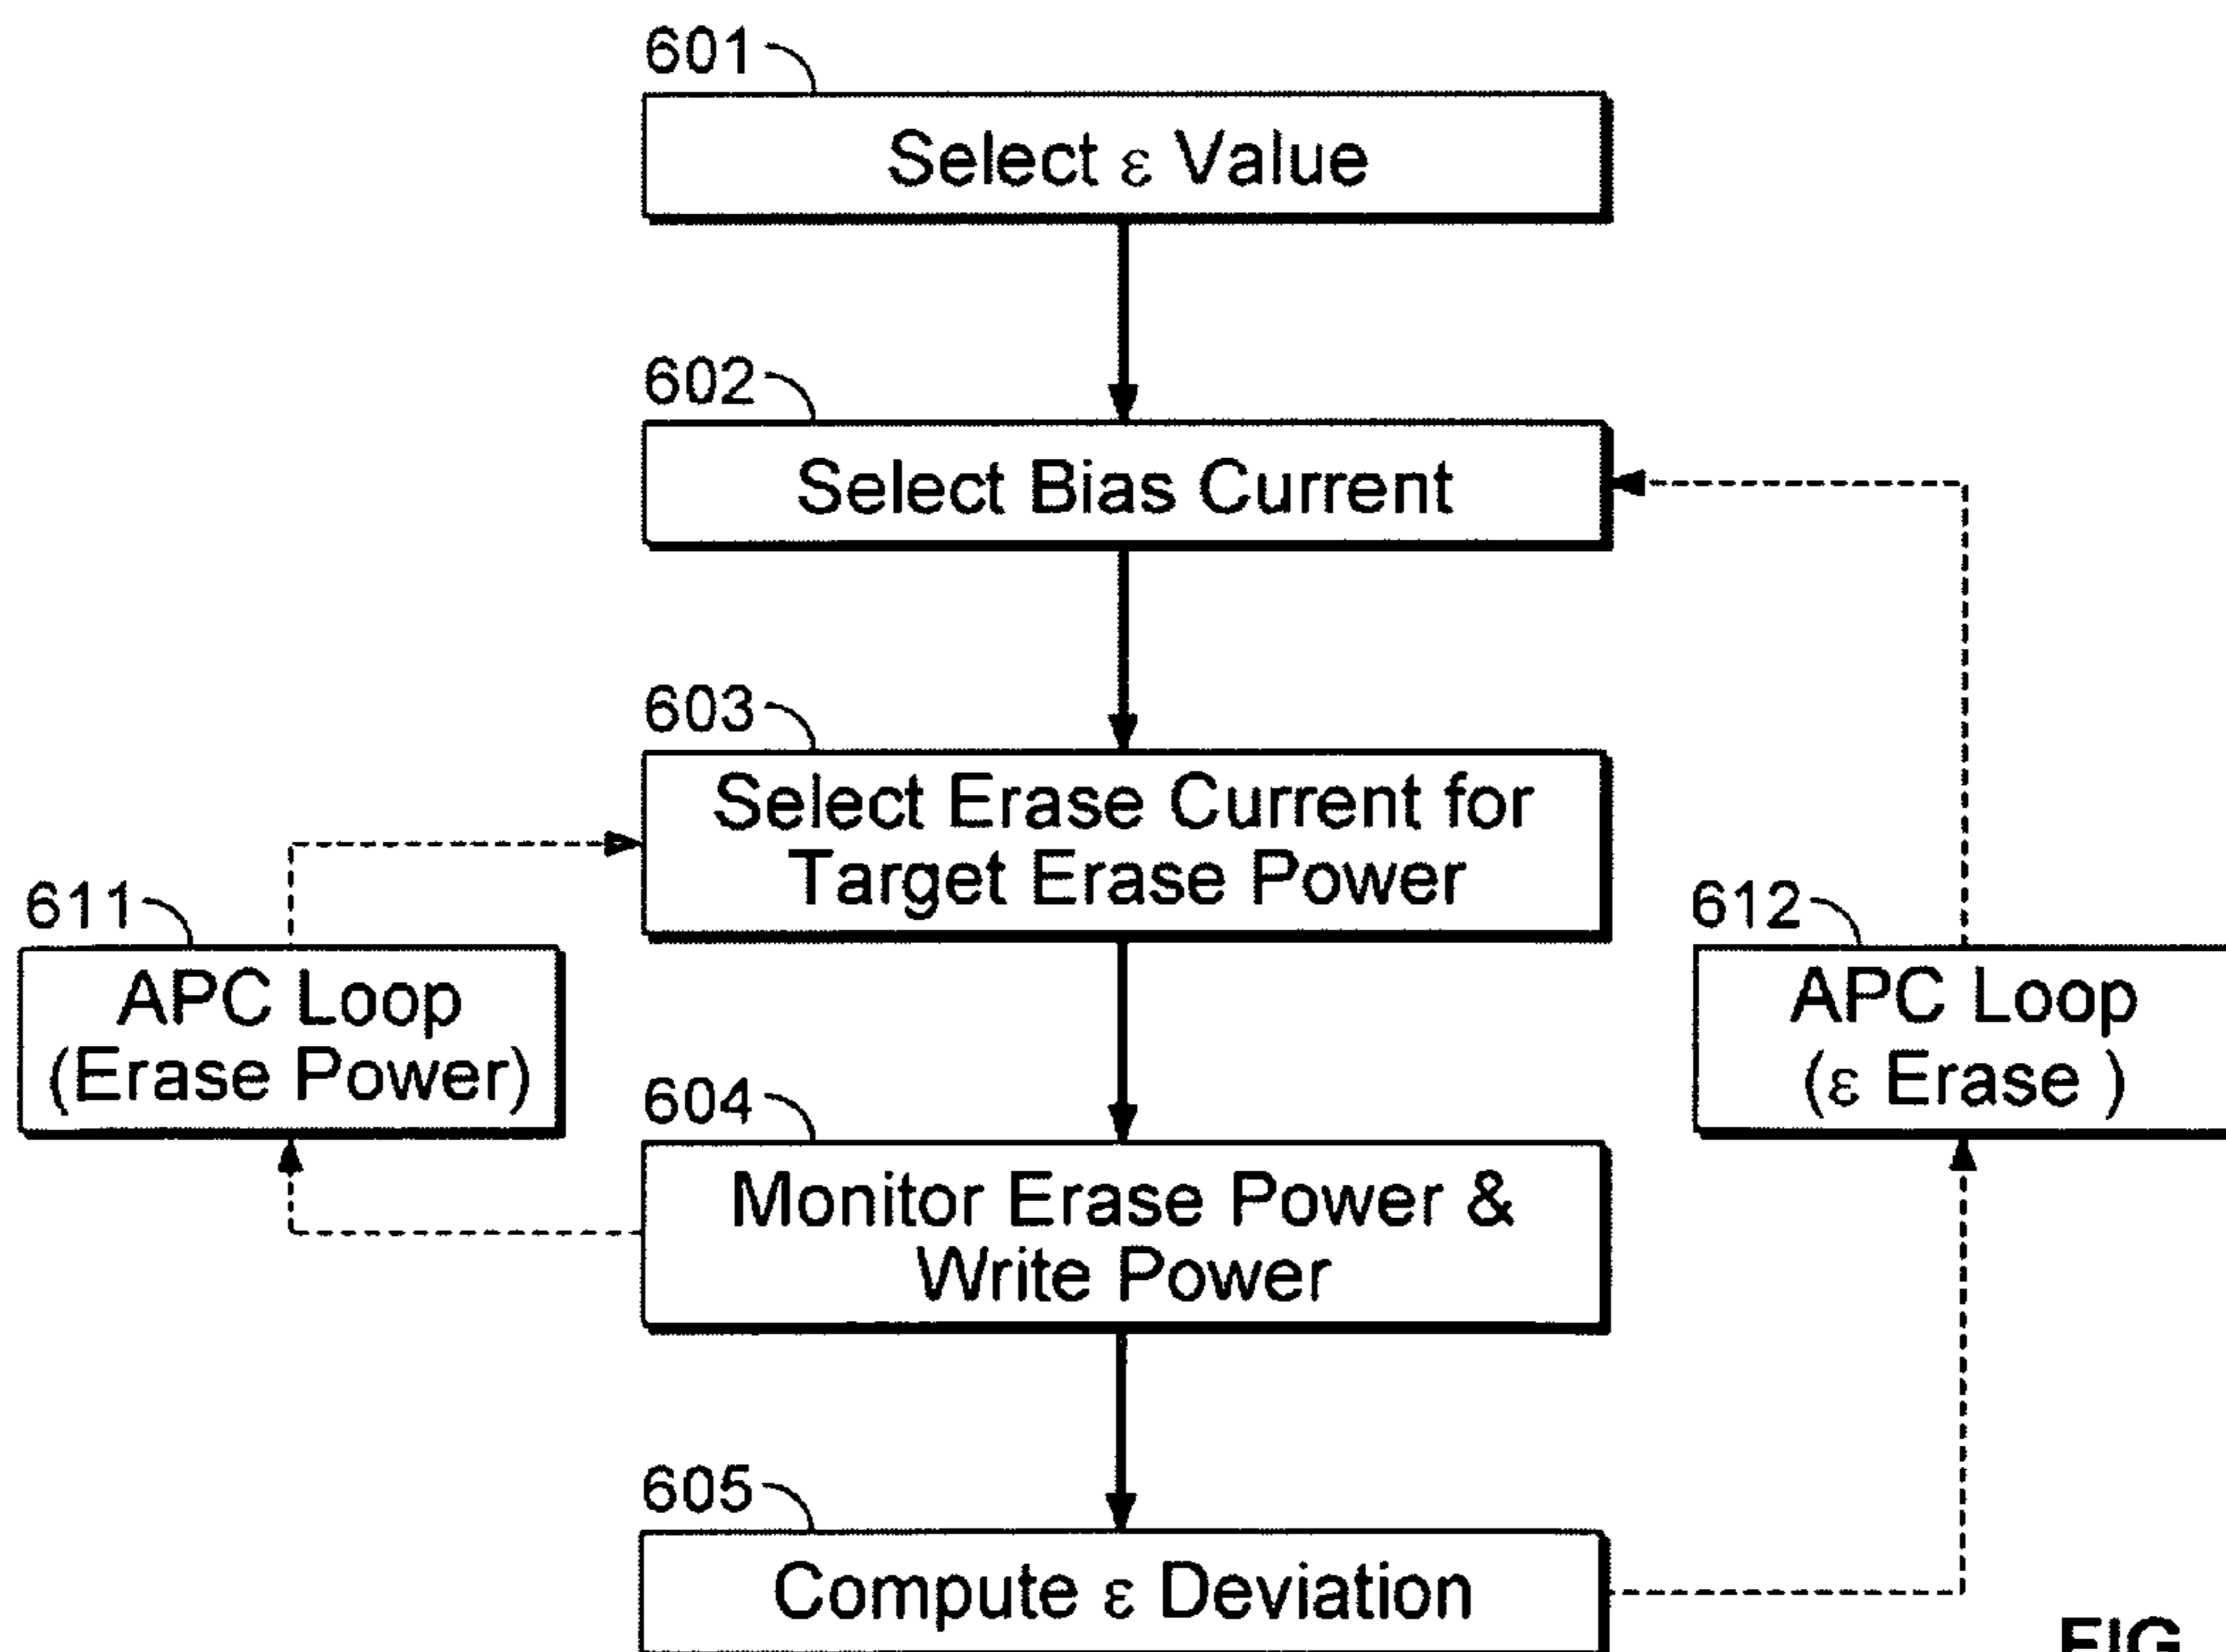 601
Select ε Value
602
Select Bias Current
603
Select Erase Current for
Target Erase Power
611
APC Loop
(Erase Power)
612
APC Loop
(ε Erase )
604
Monitor Erase Power &
Write Power
605
Compute ε Deviation
FIG